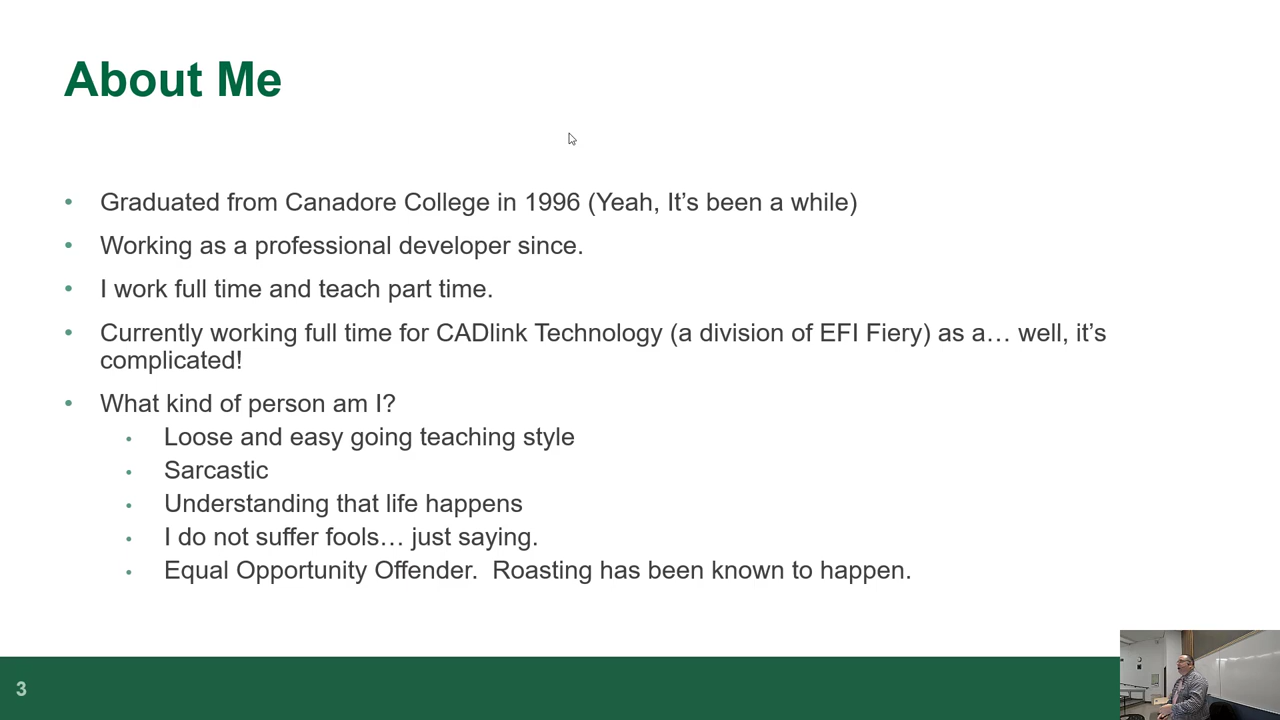 About Me
• Graduated from Canadore College in 1996 (Yeah, It’s been a while)
• Working as a professional developer since.
• I work full time and teach part time.
• Currently working full time for CADlink Technology (a division of EFI Fiery) as a… well, it’s
complicated!
• What kind of person am I?
• Loose and easy going teaching style
• Sarcastic
• Understanding that life happens
• I do not suffer fools… just saying.
• Equal Opportunity Offender.  Roasting has been known to happen.
3